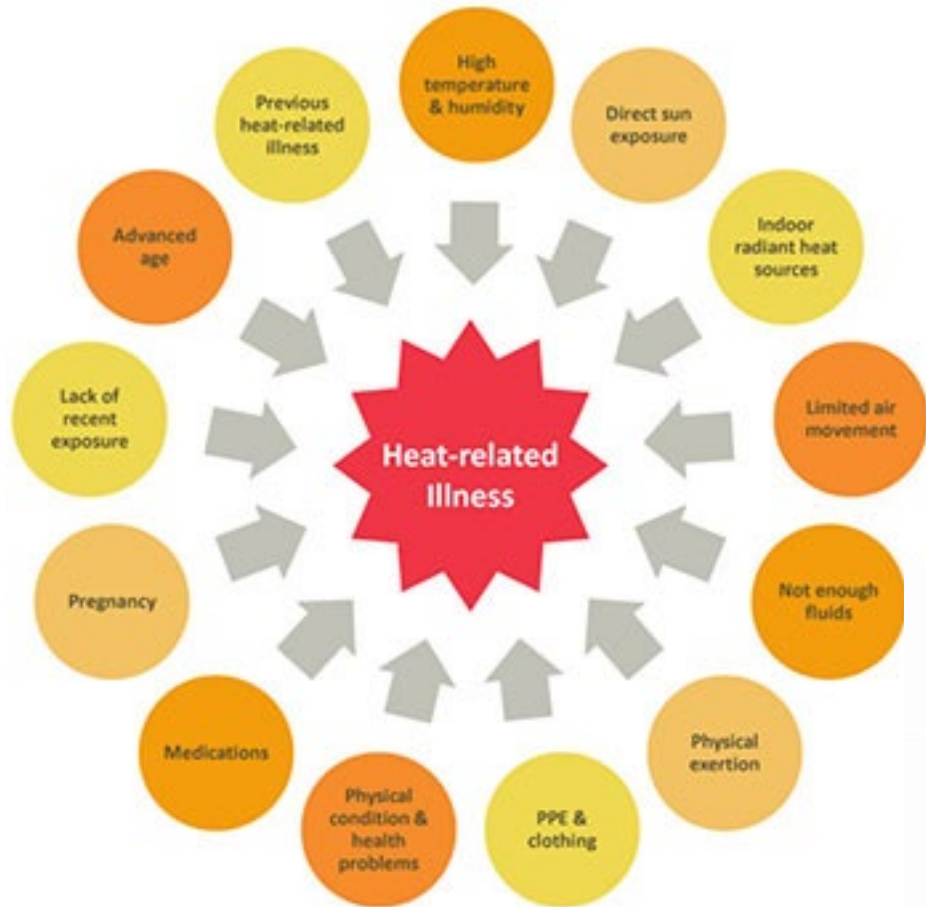 High
temperature
& humidity
Direct sun
exposure
Indoor
radiant heat
sources
Limited air
movement
Not enough
fluids
Physical
exertion
PPE &
clothing
Physical
condition &
health
problems
Medications
Pregnancy
Lack of
recent
exposure
Advanced
age
Previous
heat-related
illness
Heat-related
Illness